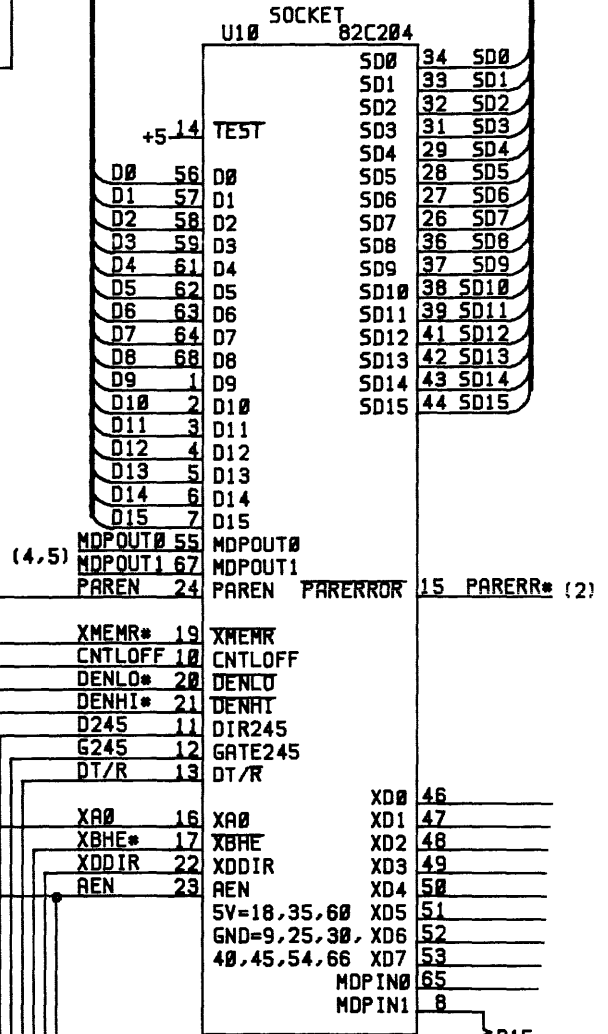 SOCKET
U10 82C204
SD0 34 SD0
SD1 33 SD1
SD2 32 SD2
+5 14 TEST SD3 31 SD3
SD4 29 SD4
D0 56 D0 SD5 28 SD5
D1 57 D1 SD6 27 SD6
D2 58 D2 SD7 26 SD7
D3 59 D3 SD8 36 SD8
D4 61 D4 SD9 37 SD9
D5 62 D5 SD10 38 SD10
D6 63 D6 SD11 39 SD11
D7 64 D7 SD12 41 SD12
D8 68 D8 SD13 42 SD13
D9 1 D9 SD14 43 SD14
D10 2 D10 SD15 44 SD15
D11 3 D11
D12 4 D12
D13 5 D13
D14 6 D14
D15 7 D15
MDPOUT0 55 MDPOUT0
(4,5) MDPOUT1 67 MDPOUT1
PAREN 24 PAREN PARERROR 15 PARERR* (2)
XMEMR* 19 XMEMR
CNTLOFF 10 CNTLOFF
DENLO* 20 DENLO
DENHI* 21 DENHI
D245 11 DIR245
G245 12 GATE245
DT/R 13 DT/R
XD0 46
XA0 16 XA0 XD1 47
XBHE* 17 XBHE XD2 48
XDDIR 22 XDDIR XD3 49
AEN 23 AEN XD4 50
5V=18,35,60 XD5 51
GND=9,25,30, XD6 52
40,45,54,66 XD7 53
MDPIN0 65
MDPIN1 8